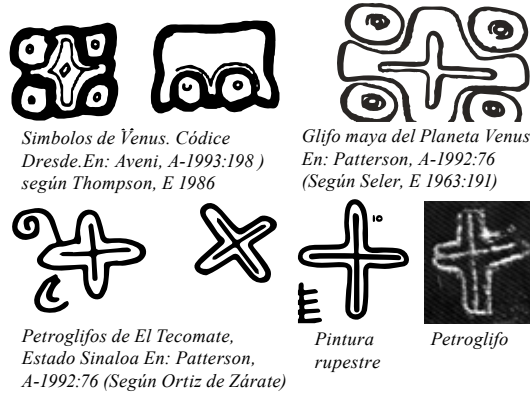 Simbolos de Venus. Códice
Dresde.En: Aveni, A-1993:198 )
según Thompson, E 1986
Glifo maya del Planeta Venus
En: Patterson, A-1992:76
(Según Seler, E 1963:191)
10
Petroglifos de El Tecomate,
Estado Sinaloa En: Patterson,
A-1992:76 (Según Ortiz de Zárate)
Pintura
rupestre
Petroglifo